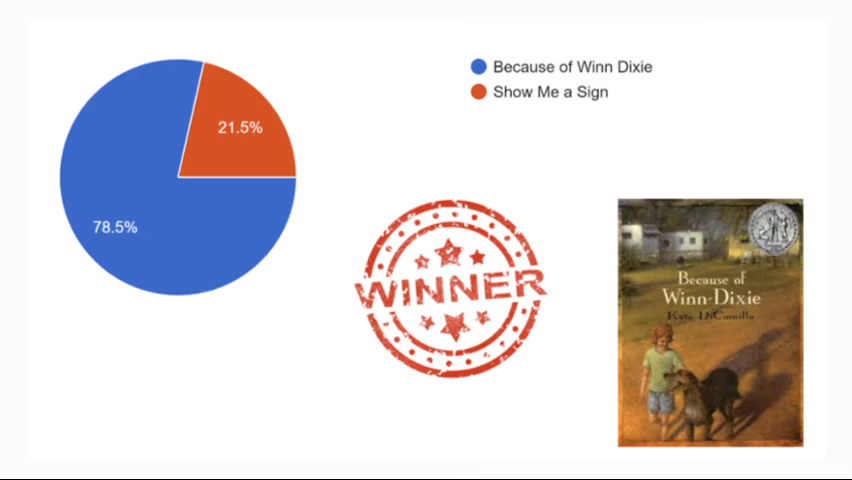 Because of Winn Dixie
Show Me a Sign
21.5%
78.5%
WINNER
Because of
Winn-Dixie
Kate DiCamillo